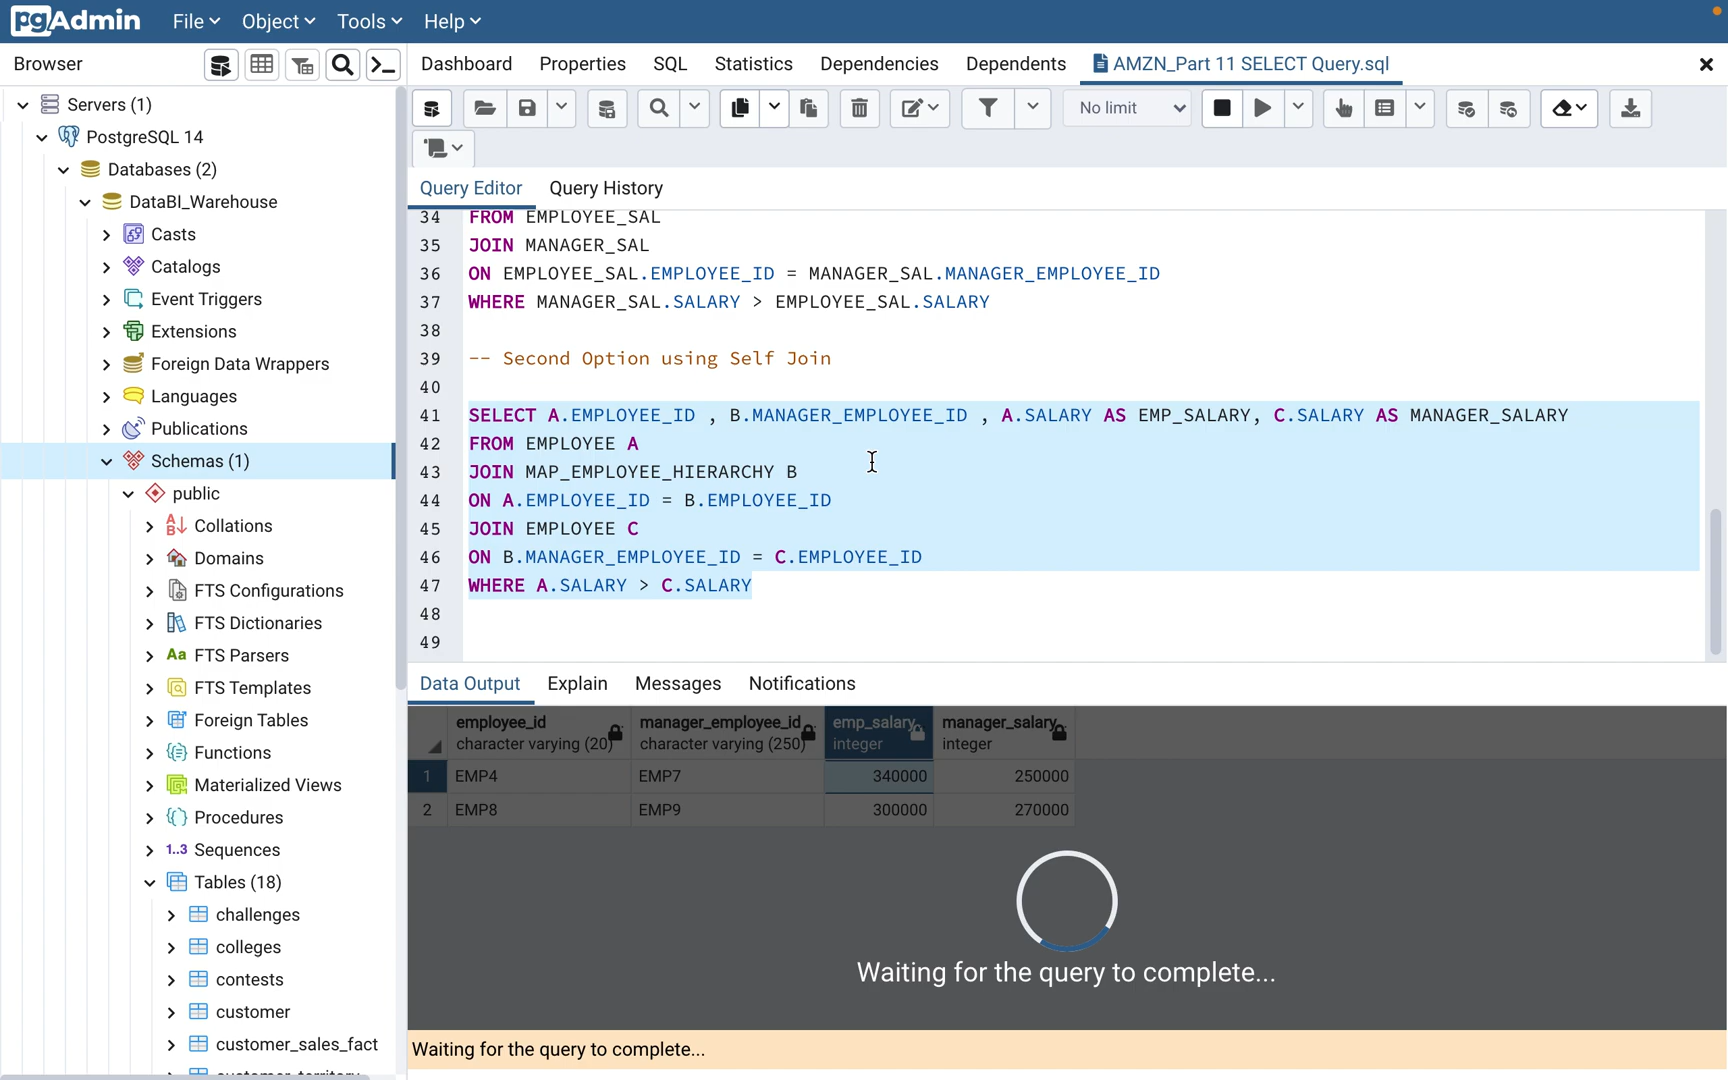 pgAdmin File Object Tools Help
Browser
Dashboard Properties SQL Statistics Dependencies Dependents AMZN_Part 11 SELECT Query.sql
No limit
Servers (1)
PostgreSQL 14
Databases (2)
DataBI_Warehouse
Casts
Catalogs
Event Triggers
Extensions
Foreign Data Wrappers
Languages
Publications
Schemas (1)
public
Collations
Domains
FTS Configurations
FTS Dictionaries
Aa FTS Parsers
FTS Templates
Foreign Tables
Functions
Materialized Views
Procedures
1..3 Sequences
Tables (18)
challenges
colleges
contests
customer
customer_sales_fact
customer_territory
Query Editor Query History
34 FROM EMPLOYEE_SAL
35 JOIN MANAGER_SAL
36 ON EMPLOYEE_SAL.EMPLOYEE_ID = MANAGER_SAL.MANAGER_EMPLOYEE_ID
37 WHERE MANAGER_SAL.SALARY > EMPLOYEE_SAL.SALARY
38
39 -- Second Option using Self Join
40
41 SELECT A.EMPLOYEE_ID , B.MANAGER_EMPLOYEE_ID , A.SALARY AS EMP_SALARY, C.SALARY AS MANAGER_SALARY
42 FROM EMPLOYEE A
43 JOIN MAP_EMPLOYEE_HIERARCHY B
44 ON A.EMPLOYEE_ID = B.EMPLOYEE_ID
45 JOIN EMPLOYEE C
46 ON B.MANAGER_EMPLOYEE_ID = C.EMPLOYEE_ID
47 WHERE A.SALARY > C.SALARY
48
49
Data Output Explain Messages Notifications
employee_id manager_employee_id emp_salary manager_salary
character varying (20) character varying (250) integer integer
1 EMP4 EMP7 340000 250000
2 EMP8 EMP9 300000 270000
Waiting for the query to complete...
Waiting for the query to complete...